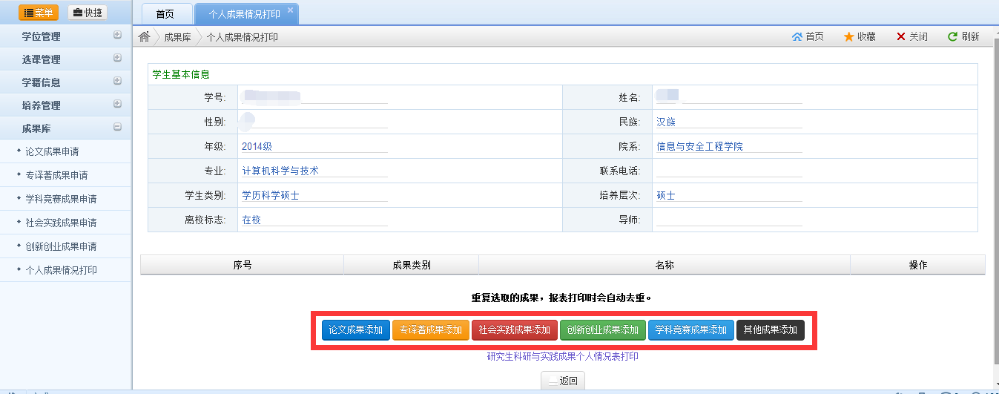 菜单 快捷 首页 个人成果情况打印
学位管理
选课管理
学籍信息
培养管理
成果库
论文成果申请
专译著成果申请
学科竞赛成果申请
社会实践成果申请
创新创业成果申请
个人成果情况打印
成果库 个人成果情况打印 首页 收藏 关闭 刷新
学生基本信息
学号: 姓名:
性别: 民族: 汉族
年级: 2014级 院系: 信息与安全工程学院
专业: 计算机科学与技术 联系电话:
学生类别: 学历科学硕士 培养层次: 硕士
离校标志: 在校 导师:
序号 成果类别 名称 操作
重复选取的成果，报表打印时会自动去重。
论文成果添加 专译著成果添加 社会实践成果添加 创新创业成果添加 学科竞赛成果添加 其他成果添加
研究生科研与实践成果个人情况表打印
返回